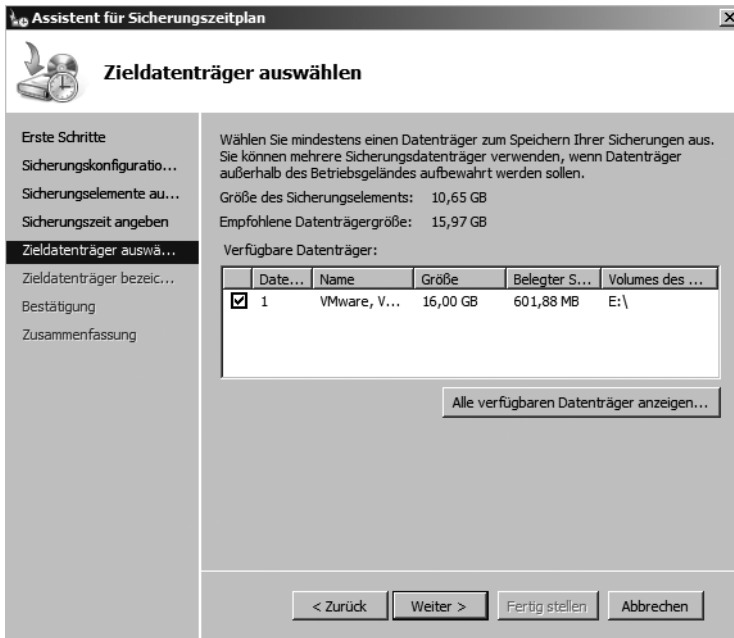 Assistent für Sicherungszeitplan
Zieldatenträger auswählen
Erste Schritte
Sicherungskonfiguratio...
Sicherungselemente au...
Sicherungszeit angeben
Zieldatenträger auswä...
Zieldatenträger bezeic...
Bestätigung
Zusammenfassung
Wählen Sie mindestens einen Datenträger zum Speichern Ihrer Sicherungen aus.
Sie können mehrere Sicherungsdatenträger verwenden, wenn Datenträger
außerhalb des Betriebsgeländes aufbewahrt werden sollen.
Größe des Sicherungselements: 10,65 GB
Empfohlene Datenträgergröße: 15,97 GB
Verfügbare Datenträger:
Date... Name Größe Belegter S... Volumes des ...
1 VMware, V... 16,00 GB 601,88 MB E:\
Alle verfügbaren Datenträger anzeigen...
< Zurück Weiter > Fertig stellen Abbrechen